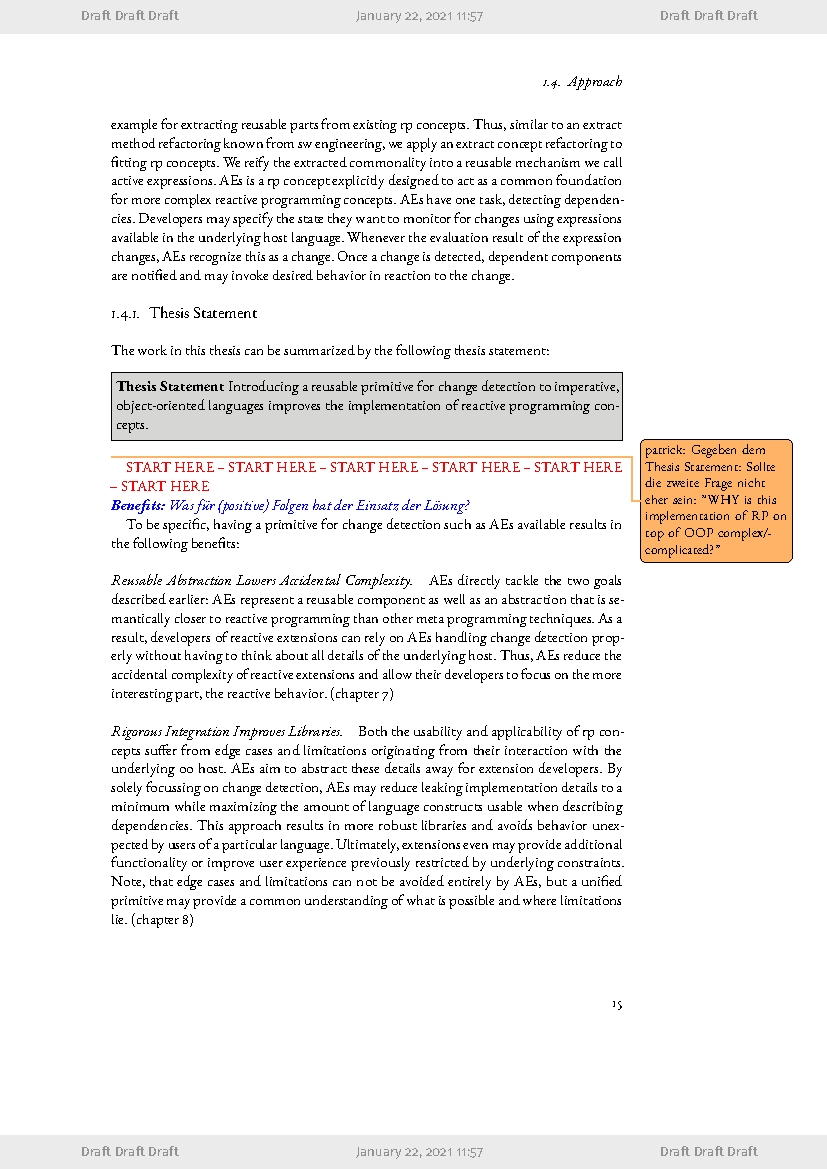 Draft Draft Draft January 22, 2021 11:57 Draft Draft Draft
1.4. Approach
example for extracting reusable parts from existing rp concepts. Thus, similar to an extract
method refactoring known from sw engineering, we apply an extract concept refactoring to
fitting rp concepts. We reify the extracted commonality into a reusable mechanism we call
active expressions. AEs is a rp concept explicitly designed to act as a common foundation
for more complex reactive programming concepts. AEs have one task, detecting dependen-
cies. Developers may specify the state they want to monitor for changes using expressions
available in the underlying host language. Whenever the evaluation result of the expression
changes, AEs recognize this as a change. Once a change is detected, dependent components
are notified and may invoke desired behavior in reaction to the change.
1.4.1. Thesis Statement
The work in this thesis can be summarized by the following thesis statement:
Thesis Statement Introducing a reusable primitive for change detection to imperative,
object-oriented languages improves the implementation of reactive programming con-
cepts.
START HERE – START HERE – START HERE – START HERE – START HERE
– START HERE
Benefits: Was für (positive) Folgen hat der Einsatz der Lösung?
To be specific, having a primitive for change detection such as AEs available results in
the following benefits:
patrick: Gegeben dem
Thesis Statement: Sollte
die zweite Frage nicht
eher sein: "WHY is this
implementation of RP on
top of OOP complex/-
complicated?"
Reusable Abstraction Lowers Accidental Complexity. AEs directly tackle the two goals
described earlier: AEs represent a reusable component as well as an abstraction that is se-
mantically closer to reactive programming than other meta programming techniques. As a
result, developers of reactive extensions can rely on AEs handling change detection prop-
erly without having to think about all details of the underlying host. Thus, AEs reduce the
accidental complexity of reactive extensions and allow their developers to focus on the more
interesting part, the reactive behavior. (chapter 7)
Rigorous Integration Improves Libraries. Both the usability and applicability of rp con-
cepts suffer from edge cases and limitations originating from their interaction with the
underlying oo host. AEs aim to abstract these details away for extension developers. By
solely focussing on change detection, AEs may reduce leaking implementation details to a
minimum while maximizing the amount of language constructs usable when describing
dependencies. This approach results in more robust libraries and avoids behavior unex-
pected by users of a particular language. Ultimately, extensions even may provide additional
functionality or improve user experience previously restricted by underlying constraints.
Note, that edge cases and limitations can not be avoided entirely by AEs, but a unified
primitive may provide a common understanding of what is possible and where limitations
lie. (chapter 8)
15
Draft Draft Draft January 22, 2021 11:57 Draft Draft Draft